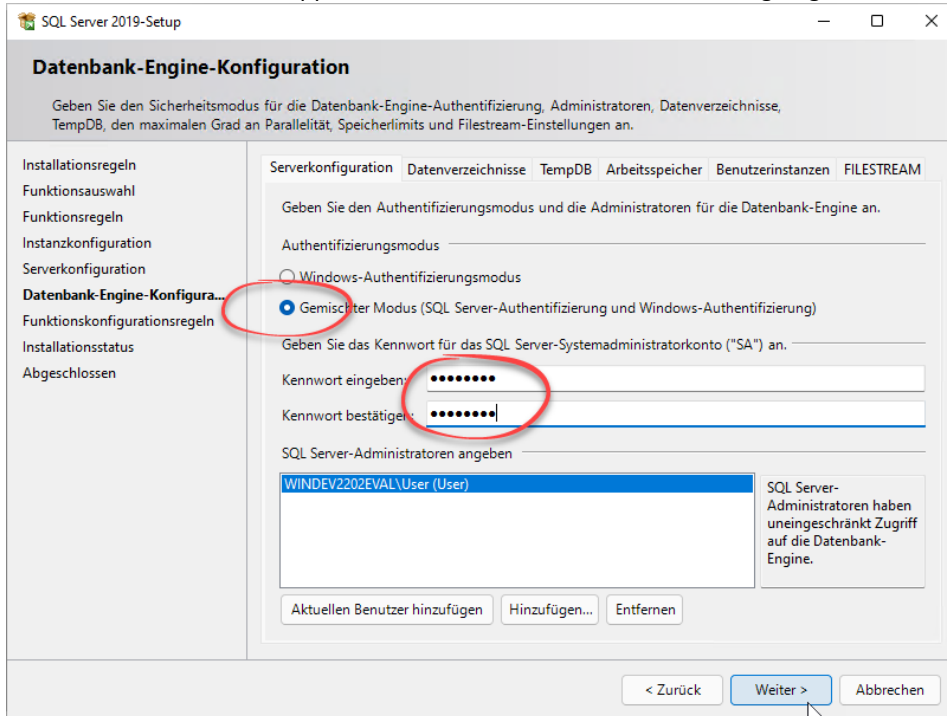 SQL Server 2019-Setup
Datenbank-Engine-Konfiguration
Geben Sie den Sicherheitsmodus für die Datenbank-Engine-Authentifizierung, Administratoren, Datenverzeichnisse,
TempDB, den maximalen Grad an Parallelität, Speicherlimits und Filestream-Einstellungen an.
Installationsregeln
Funktionsauswahl
Funktionsregeln
Instanzkonfiguration
Serverkonfiguration
Datenbank-Engine-Konfigura...
Funktionskonfigurationsregeln
Installationsstatus
Abgeschlossen
Serverkonfiguration Datenverzeichnisse TempDB Arbeitsspeicher Benutzerinstanzen FILESTREAM
Geben Sie den Authentifizierungsmodus und die Administratoren für die Datenbank-Engine an.
Authentifizierungsmodus
Windows-Authentifizierungsmodus
Gemischter Modus (SQL Server-Authentifizierung und Windows-Authentifizierung)
Geben Sie das Kennwort für das SQL Server-Systemadministratorkonto ("SA") an.
Kennwort eingeben: ●●●●●●●●
Kennwort bestätigen: ●●●●●●●●
SQL Server-Administratoren angeben
WINDEV2202EVAL\User (User)
SQL Server-
Administratoren haben
uneingeschränkt Zugriff
auf die Datenbank-
Engine.
Aktuellen Benutzer hinzufügen Hinzufügen... Entfernen
< Zurück Weiter > Abbrechen